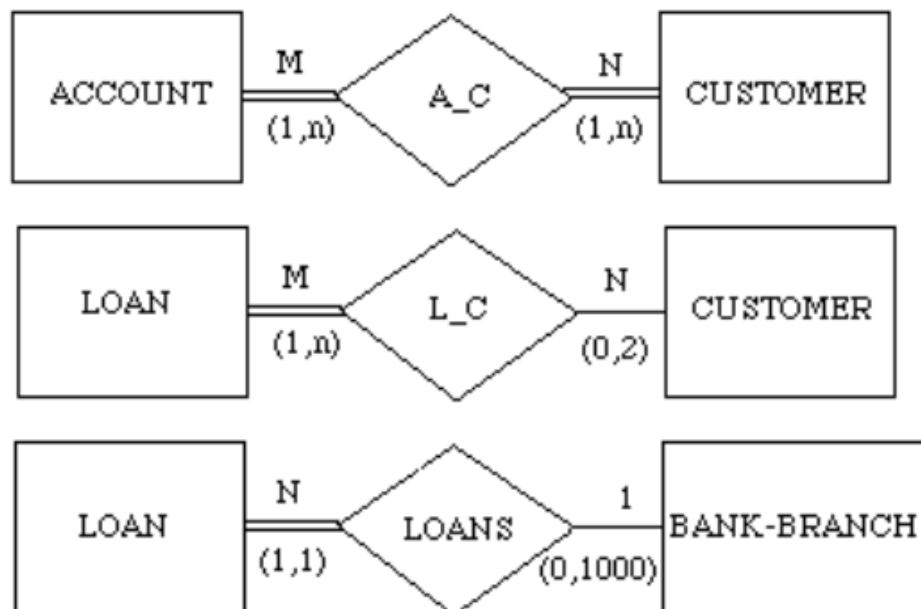 M N
ACCOUNT A_C CUSTOMER
(1,n) (1,n)
M N
LOAN L_C CUSTOMER
(1,n) (0,2)
N 1
LOAN LOANS BANK-BRANCH
(1,1) (0,1000)